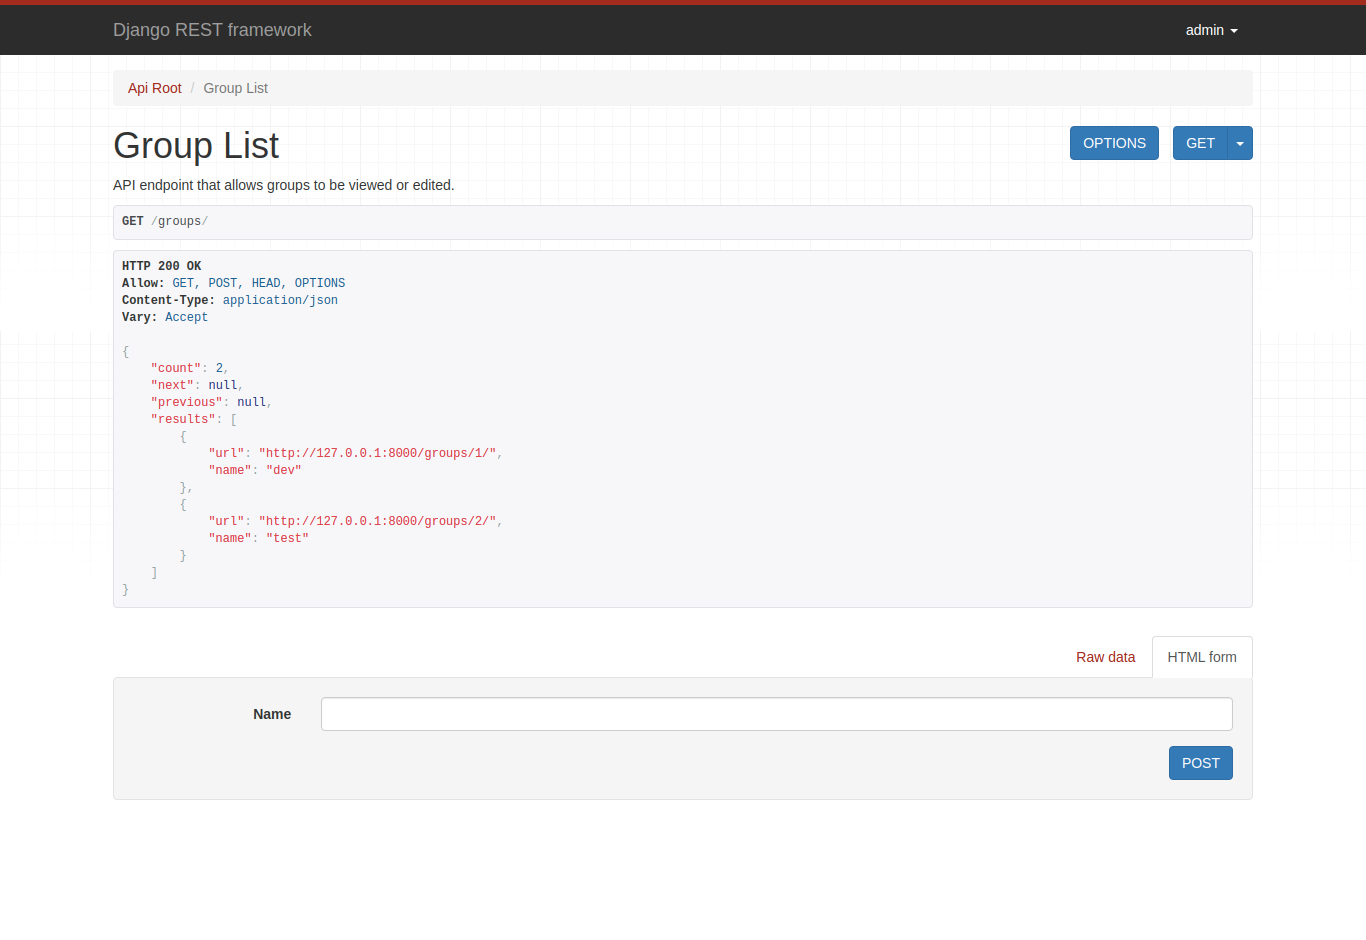 Django REST framework
admin
Api Root / Group List
Group List
OPTIONS
GET
API endpoint that allows groups to be viewed or edited.
GET /groups/
HTTP 200 OK
Allow: GET, POST, HEAD, OPTIONS
Content-Type: application/json
Vary: Accept
{
    "count": 2,
    "next": null,
    "previous": null,
    "results": [
        {
            "url": "http://127.0.0.1:8000/groups/1/",
            "name": "dev"
        },
        {
            "url": "http://127.0.0.1:8000/groups/2/",
            "name": "test"
        }
    ]
}
Raw data
HTML form
Name
POST